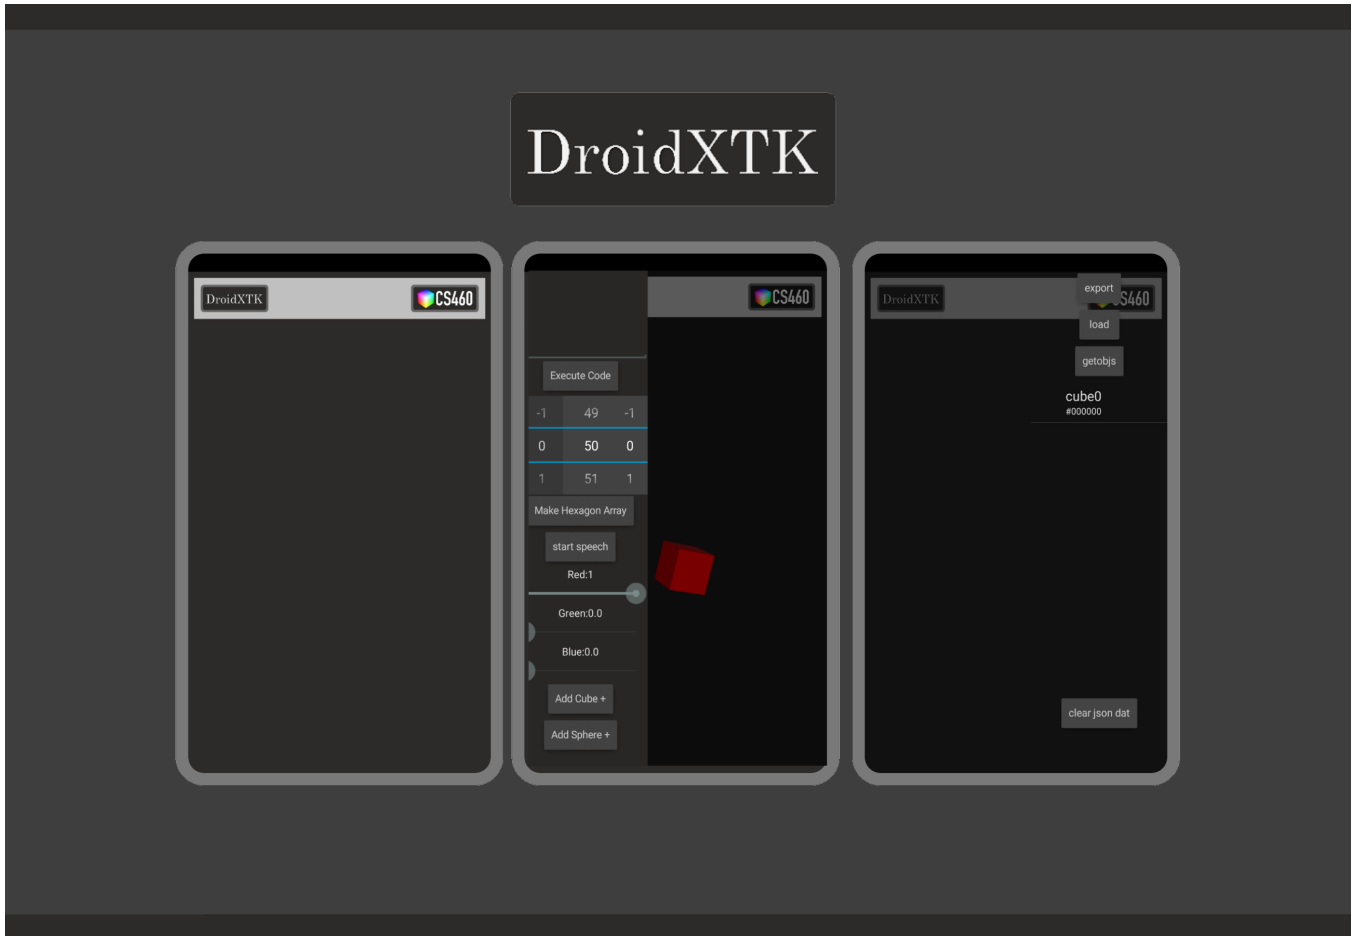 DroidXTK
DroidXTK
CS460
CS460
Execute Code
-1 49 -1
0 50 0
1 51 1
Make Hexagon Array
start speech
Red:1
Green:0.0
Blue:0.0
Add Cube +
Add Sphere +
DroidXTK
S460
export
load
getobjs
cube0
#000000
clear json dat